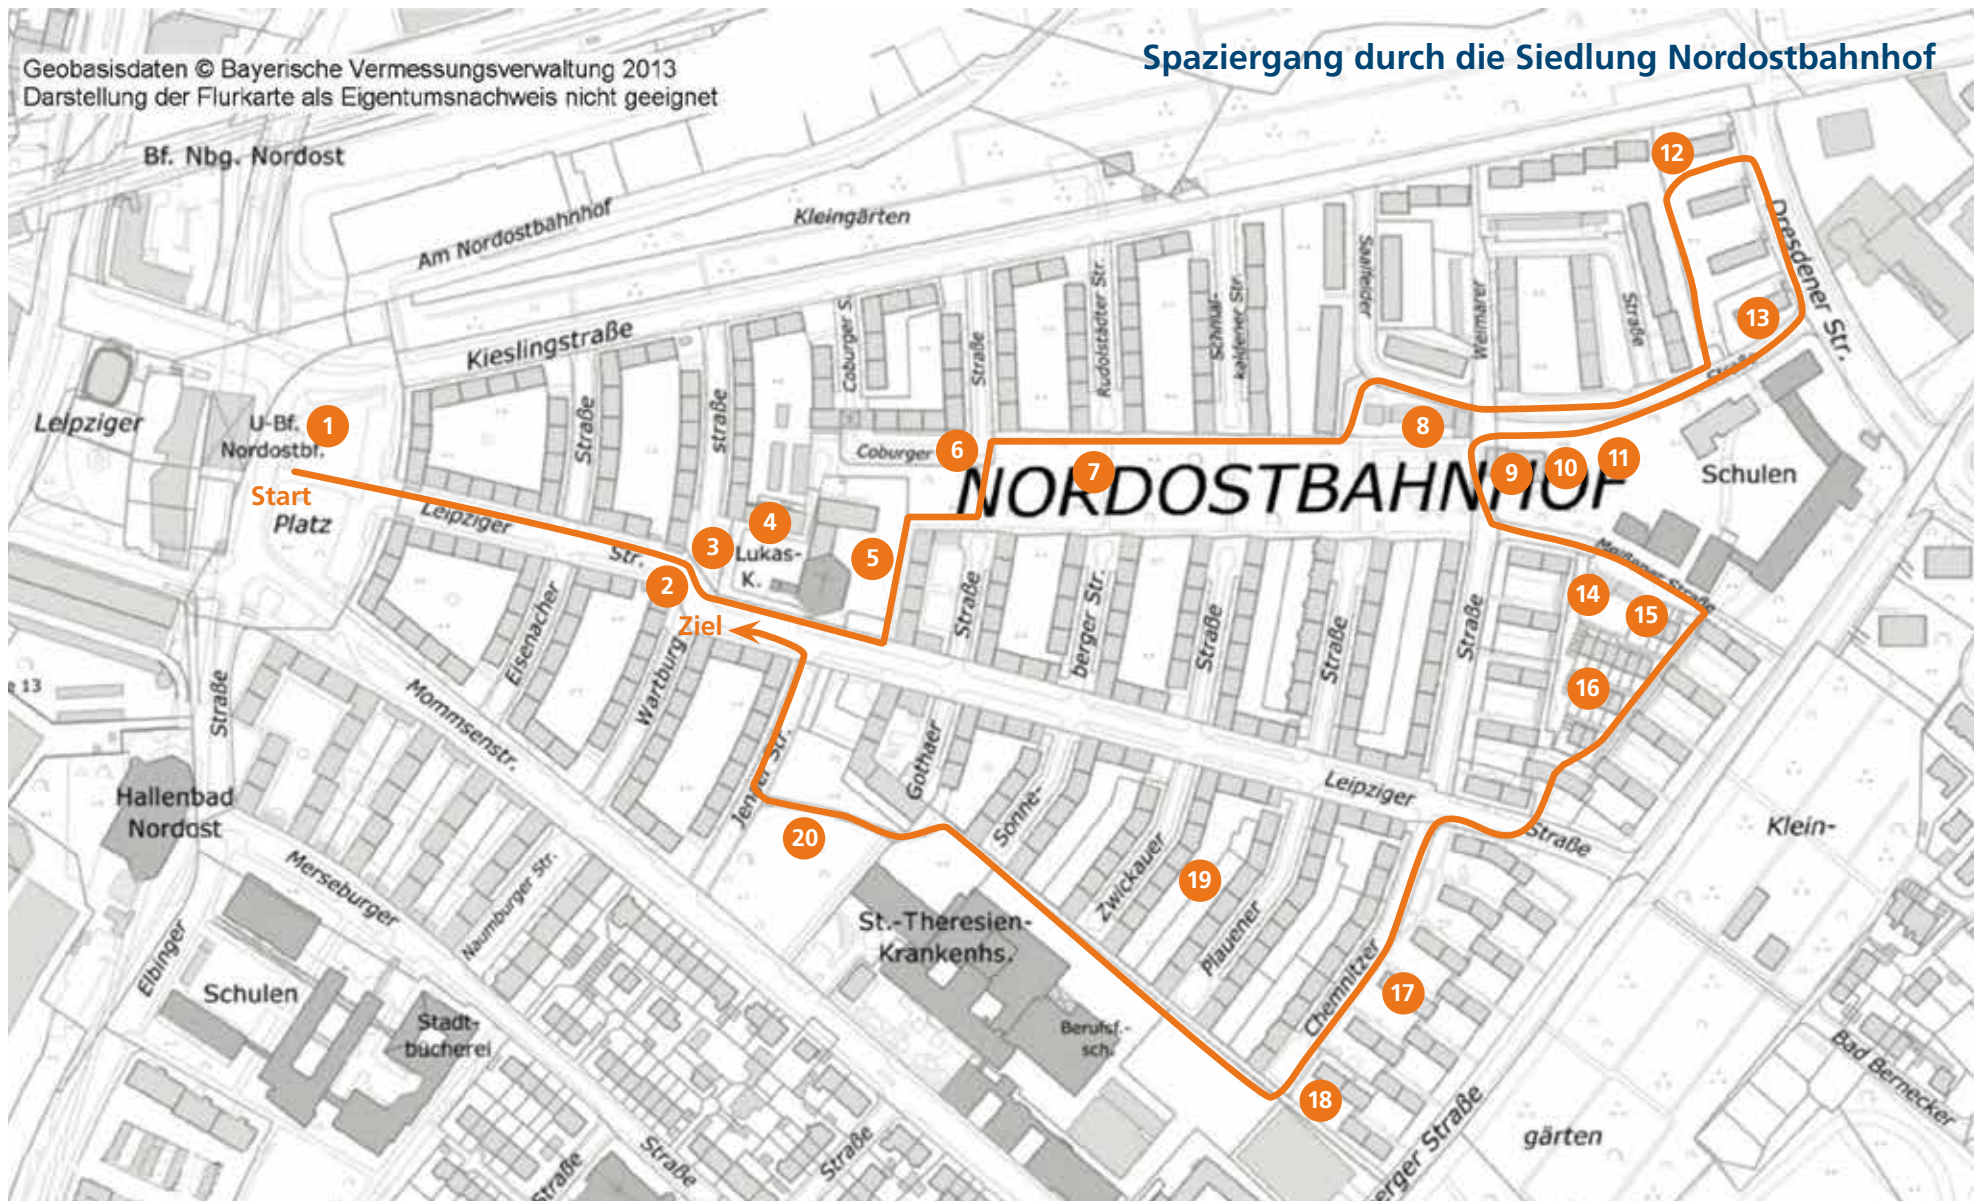 Spaziergang durch die Siedlung Nordostbahnhof
Geobasisdaten © Bayerische Vermessungsverwaltung 2013
Darstellung der Flurkarte als Eigentumsnachweis nicht geeignet
Bf. Nbg. Nordost
Am Nordostbahnhof
Kleingärten
12
Dresdener Str.
13
Kieslingstraße
Coburger S.
Straße
Rudolstädter Str.
Schmal-
kaldener Str.
Saalfelder
Weimarer
Straße
Straße
Leipziger
U-Bf.
Nordostbf.
1
Start
Platz
Straße
straße
Coburger
6
7
8
9
10
11
Schulen
NORDOSTBAHNHOF
Leipziger
Str.
2
3
4
Lukas-
K.
5
Ziel
Straße
berger Str.
Straße
Straße
Straße
Meißener Straße
14
15
16
Eisenacher
Wartburg
Straße
13
Mommsenstr.
Jenaer Str.
Gothaer
Sonne-
Leipziger
Straße
Klein-
Hallenbad
Nordost
20
Zwickauer
19
Plauener
Chemnitzer
17
18
Merseburger
Naumburger Str.
St.-Theresien-
Krankenhs.
Berufsf.-
sch.
Elbinger
Schulen
Stadt-
bücherei
Straße
Straße
Straße
berger Straße
gärten
Bad Bernecker